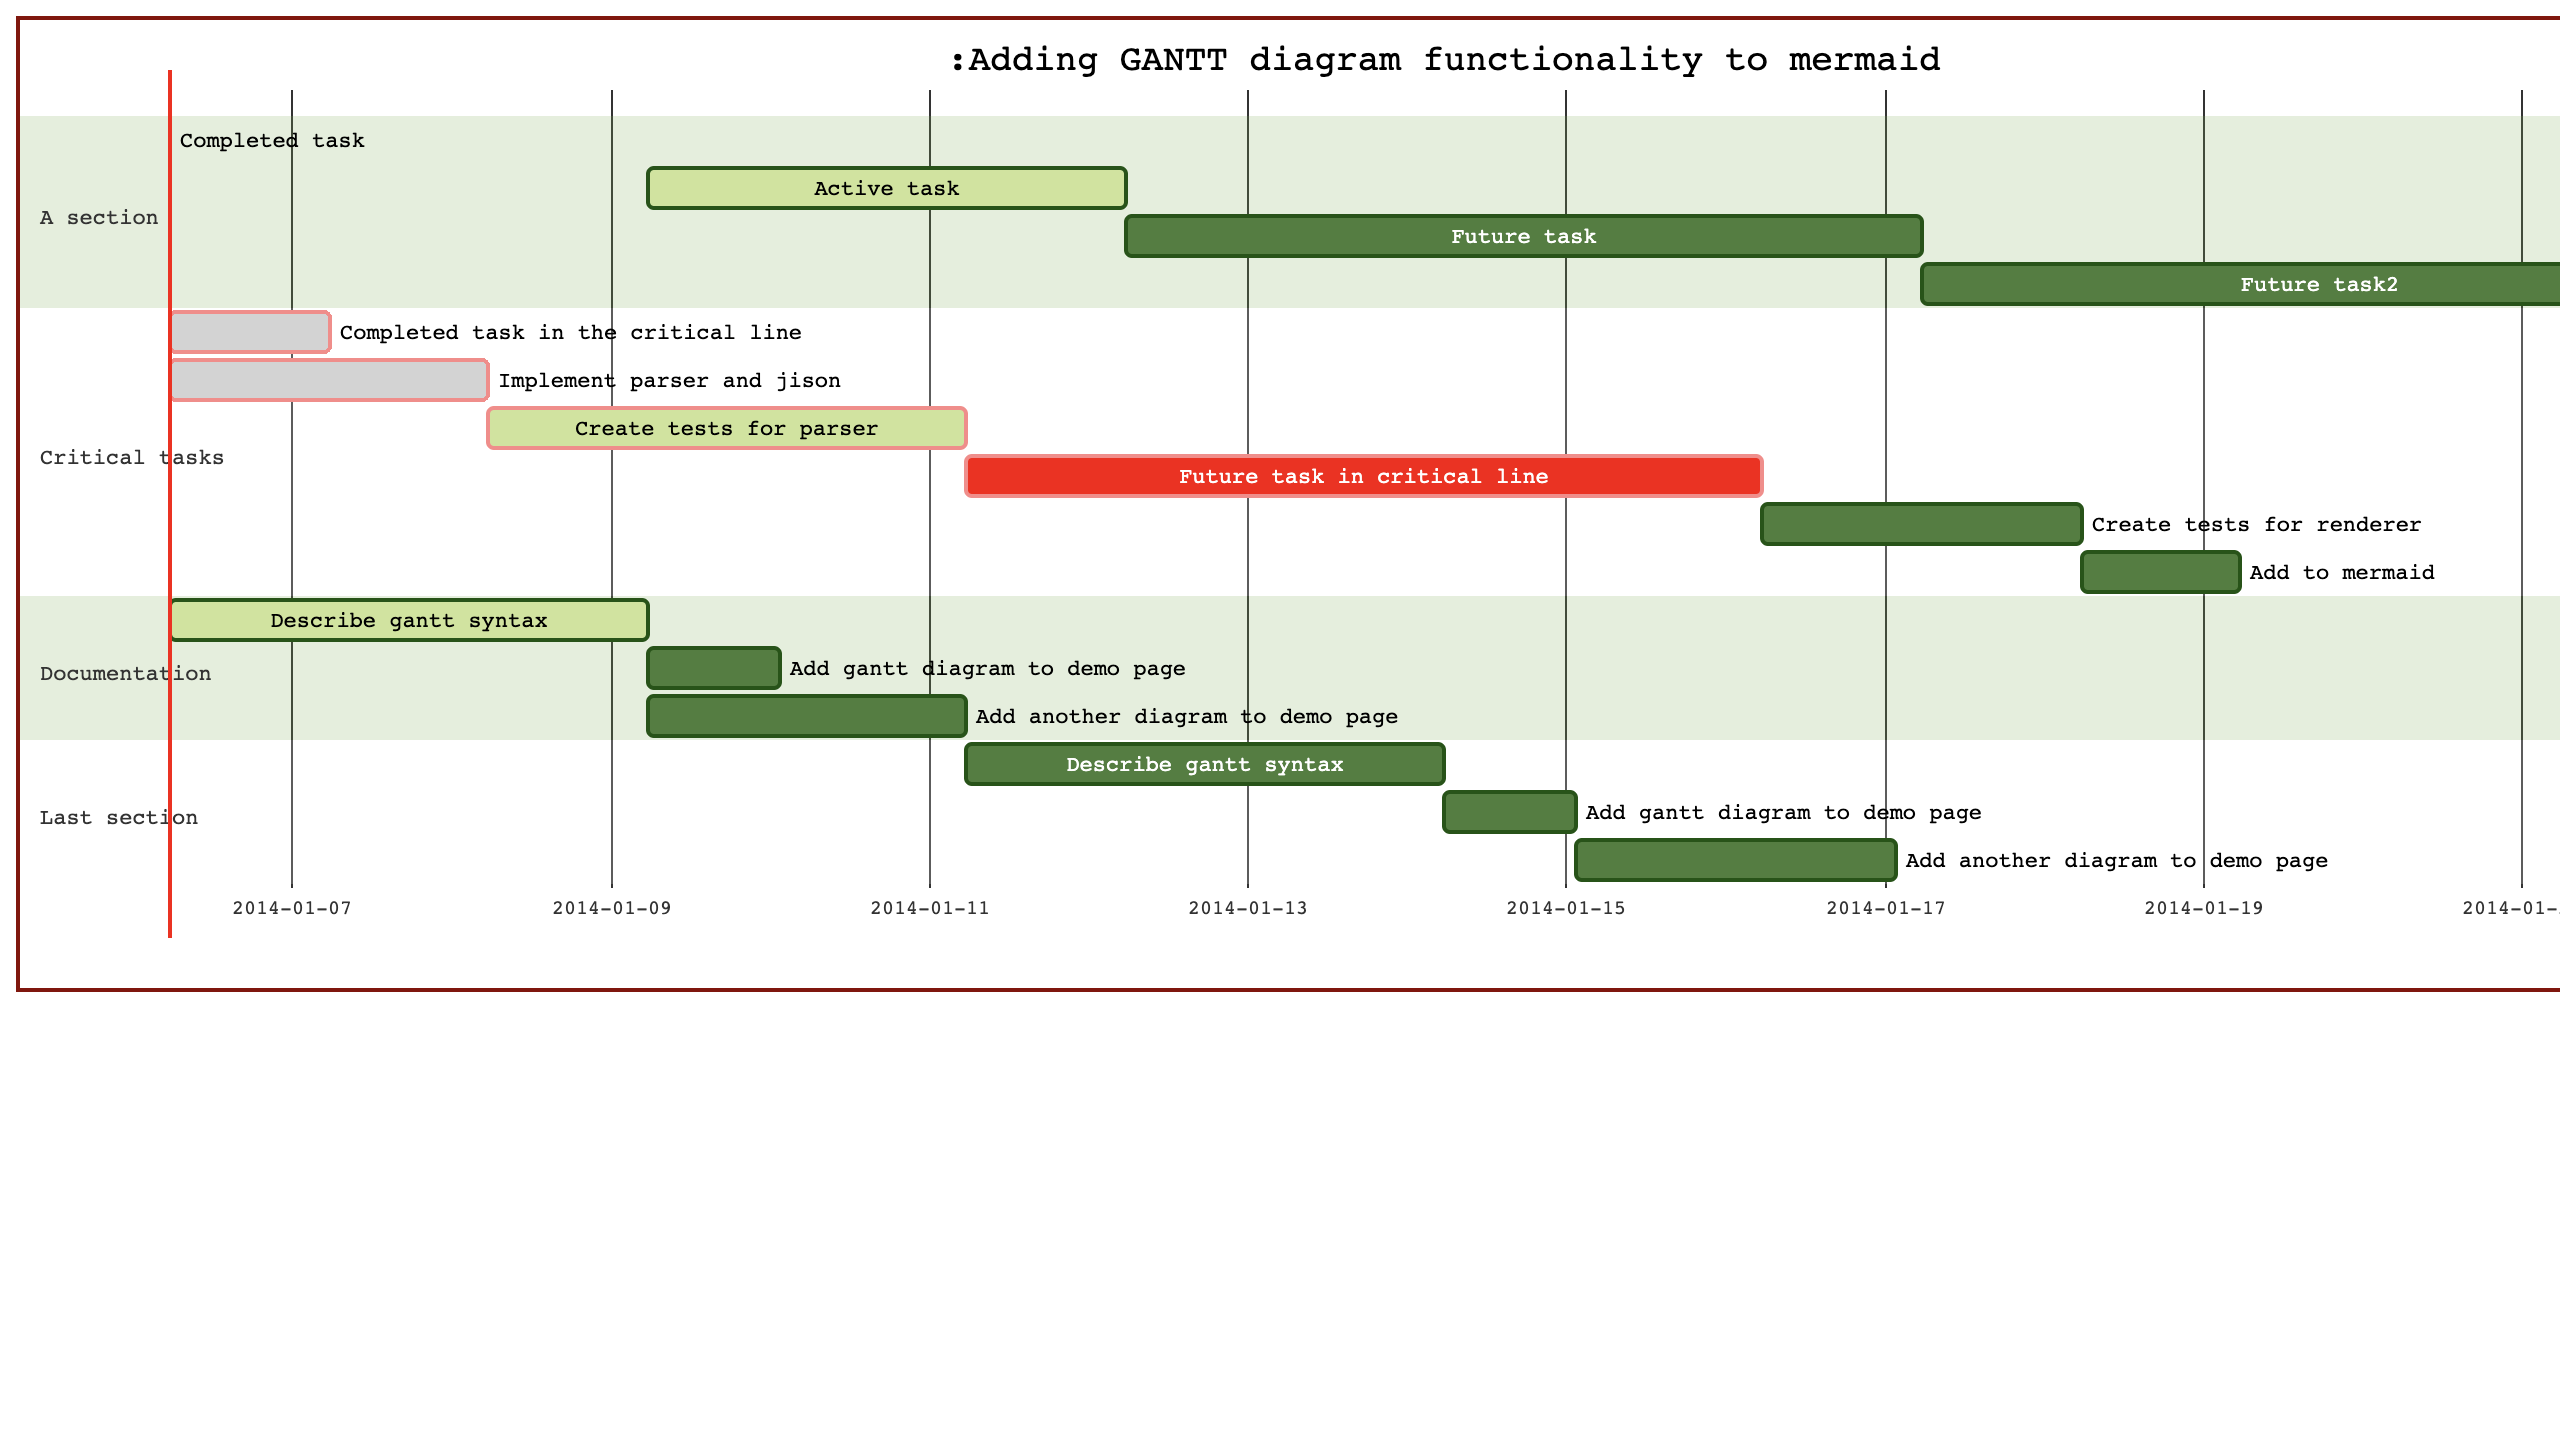 :Adding GANTT diagram functionality to mermaid
Completed task
Active task
A section
Future task
Future task2
Completed task in the critical line
Implement parser and jison
Create tests for parser
Critical tasks
Future task in critical line
Create tests for renderer
Add to mermaid
Describe gantt syntax
Add gantt diagram to demo page
Documentation
Add another diagram to demo page
Describe gantt syntax
Add gantt diagram to demo page
Last section
Add another diagram to demo page
2014-01-07 2014-01-09 2014-01-11 2014-01-13 2014-01-15 2014-01-17 2014-01-19 2014-01-